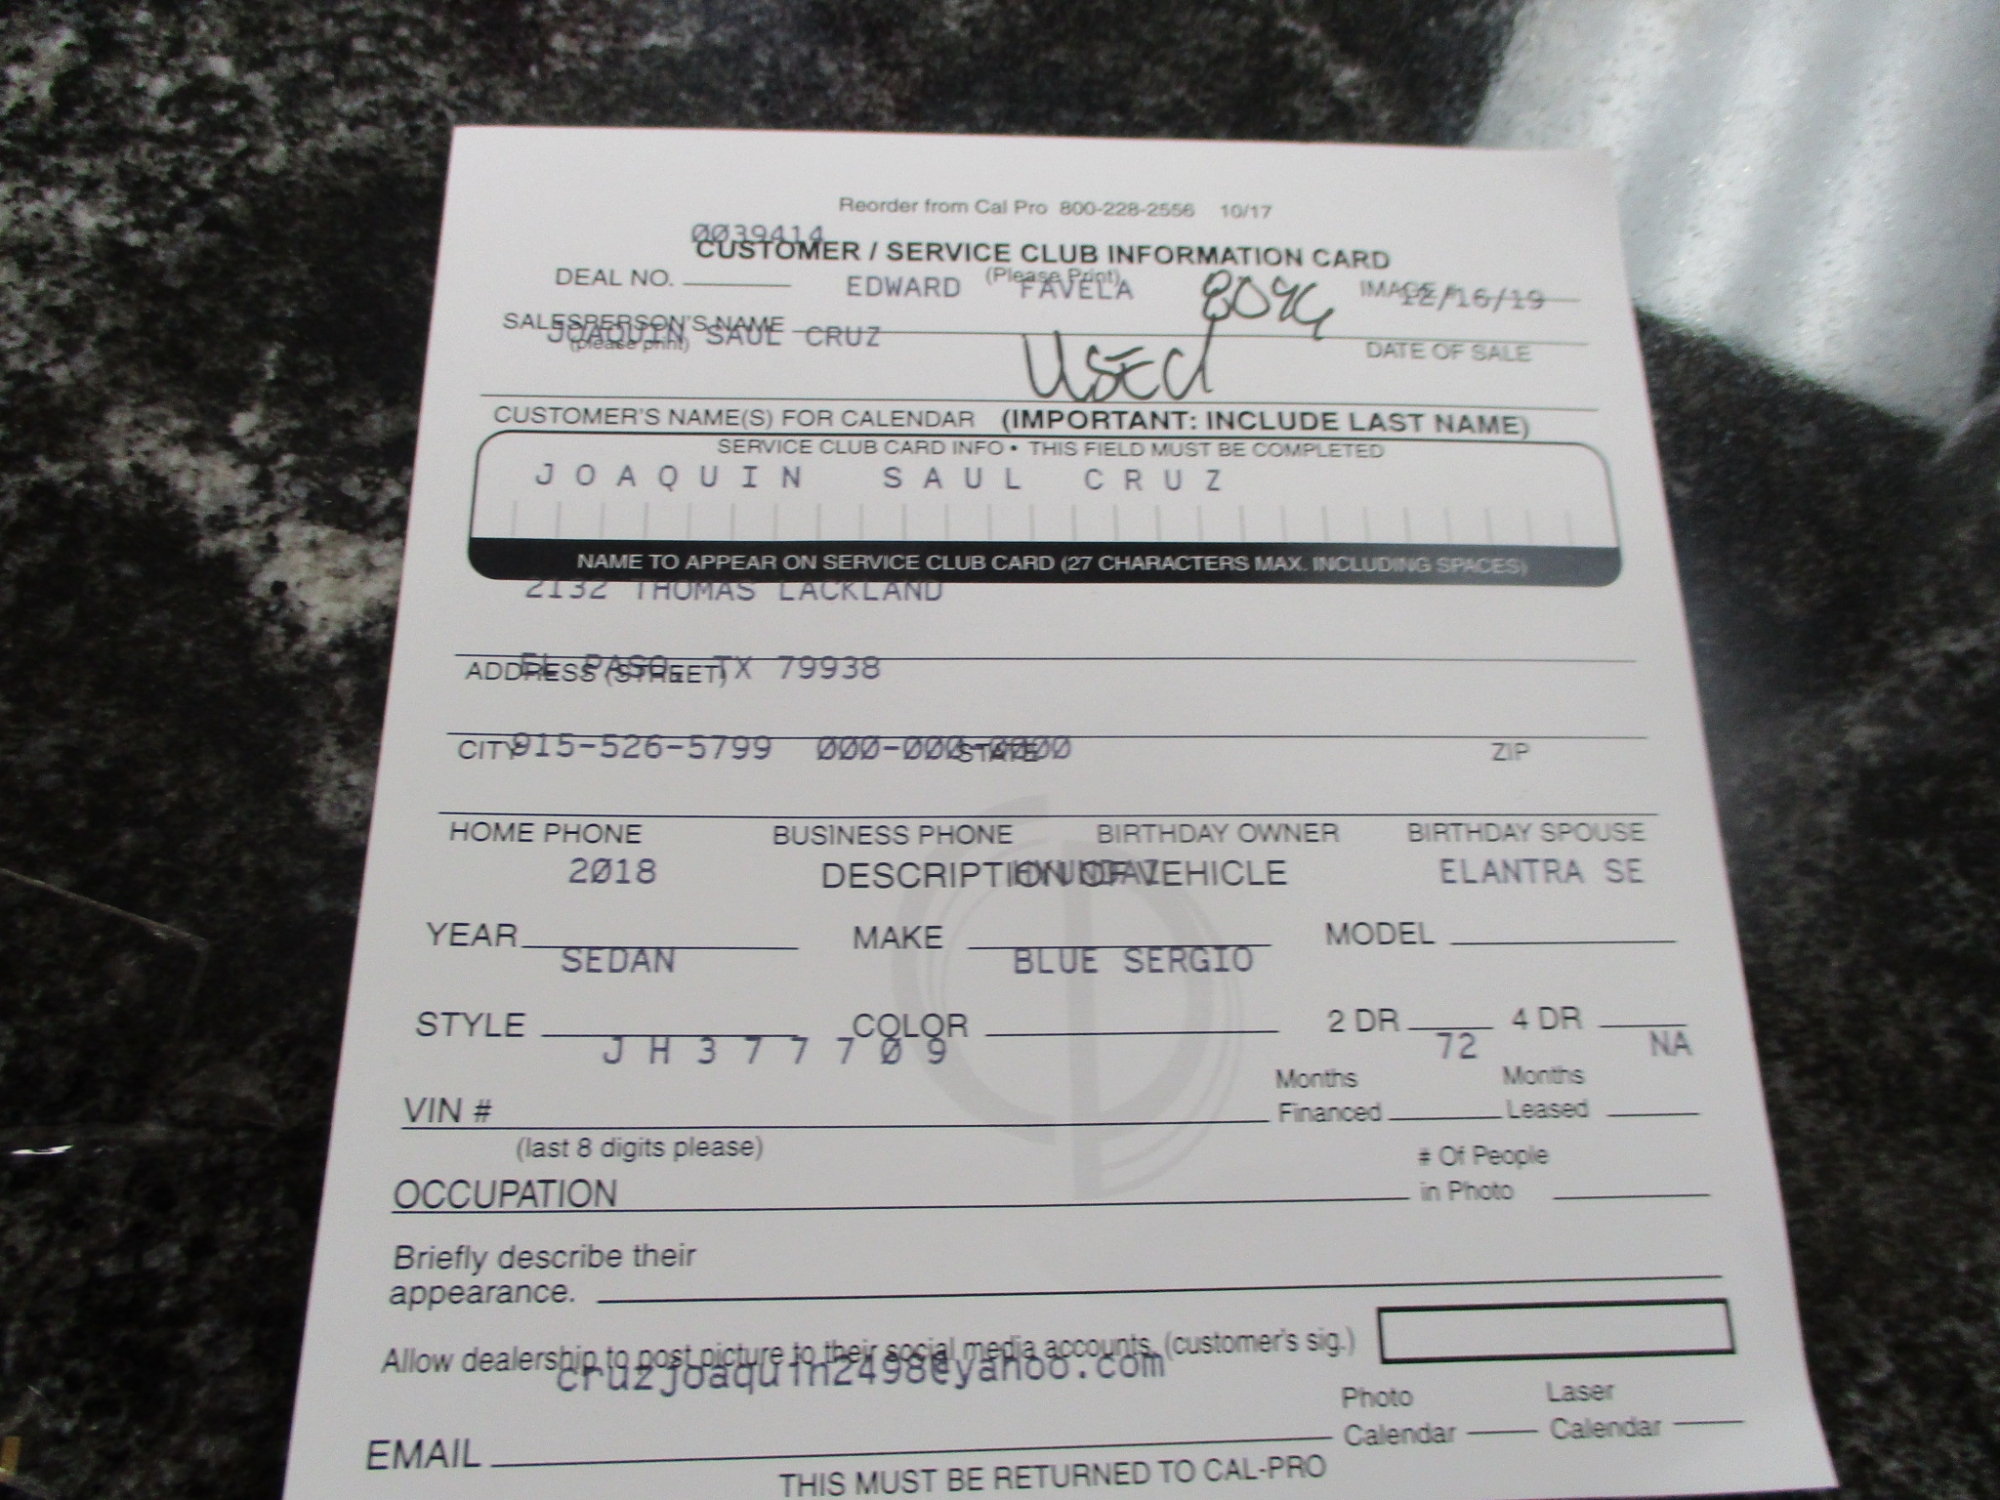 Reorder from Cal Pro 800-228-2556 10/17
0039414
CUSTOMER / SERVICE CLUB INFORMATION CARD
(Please Print)
DEAL NO. EDWARD FAVELA IMAGE # 12/16/19
SALESPERSON'S NAME
(please print) DATE OF SALE
JOAQUIN SAUL CRUZ Used
CUSTOMER'S NAME(S) FOR CALENDAR (IMPORTANT: INCLUDE LAST NAME)
SERVICE CLUB CARD INFO • THIS FIELD MUST BE COMPLETED
JOAQUIN SAUL CRUZ
NAME TO APPEAR ON SERVICE CLUB CARD (27 CHARACTERS MAX. INCLUDING SPACES)
2132 THOMAS LACKLAND
EL PASO, TX 79938
ADDRESS (STREET)
915-526-5799 000-000-0000
CITY STATE ZIP
HOME PHONE BUSINESS PHONE BIRTHDAY OWNER BIRTHDAY SPOUSE
DESCRIPTION OF VEHICLE
2018 HYUNDAI ELANTRA SE
YEAR MAKE MODEL
SEDAN BLUE SERGIO
STYLE COLOR 2 DR 4 DR
JH377709 72 NA
VIN # Months Financed Months Leased
(last 8 digits please)
OCCUPATION # Of People in Photo
Briefly describe their
appearance.
Allow dealership to post picture to their social media accounts. (customer's sig.)
cruzjoaquin2498@yahoo.com
EMAIL Photo Calendar Laser Calendar
THIS MUST BE RETURNED TO CAL-PRO